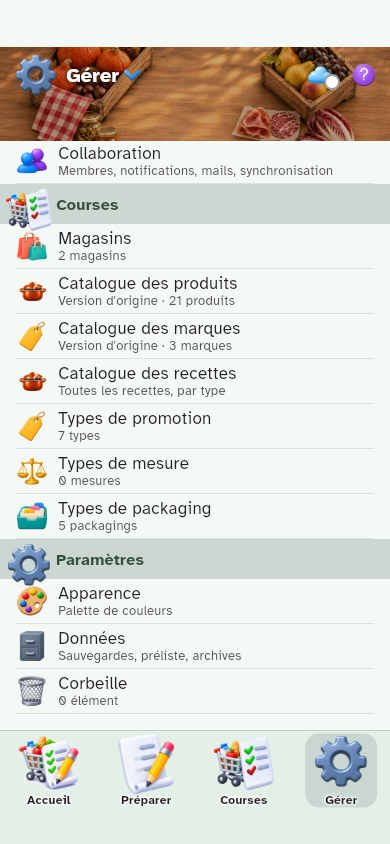 Gérer
?
Collaboration
Membres, notifications, mails, synchronisation
Courses
Magasins
2 magasins
Catalogue des produits
Version d'origine · 21 produits
Catalogue des marques
Version d'origine · 3 marques
Catalogue des recettes
Toutes les recettes, par type
Types de promotion
7 types
Types de mesure
0 mesures
Types de packaging
5 packagings
Paramètres
Apparence
Palette de couleurs
Données
Sauvegardes, préliste, archives
Corbeille
0 élément
Accueil
Préparer
Courses
Gérer